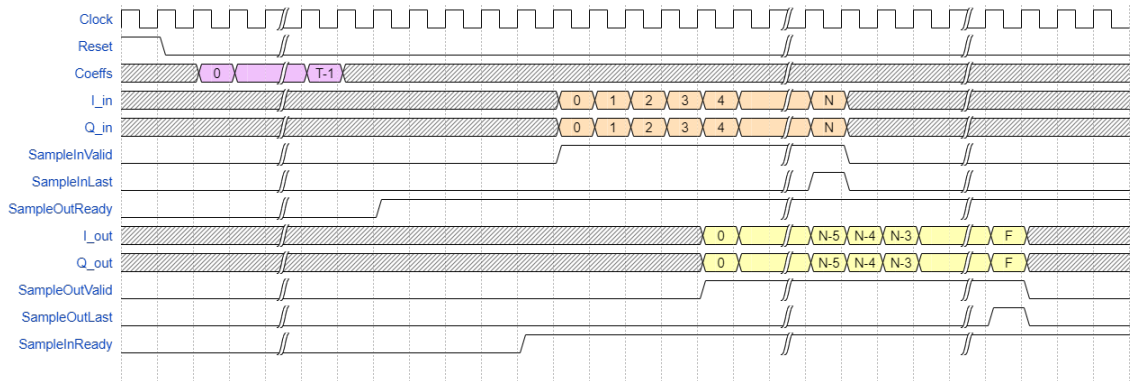 Clock
Reset
Coeffs 0 T-1
I_in 0 1 2 3 4 N
Q_in 0 1 2 3 4 N
SampleInValid
SampleInLast
SampleOutReady
I_out 0 N-5 N-4 N-3 F
Q_out 0 N-5 N-4 N-3 F
SampleOutValid
SampleOutLast
SampleInReady